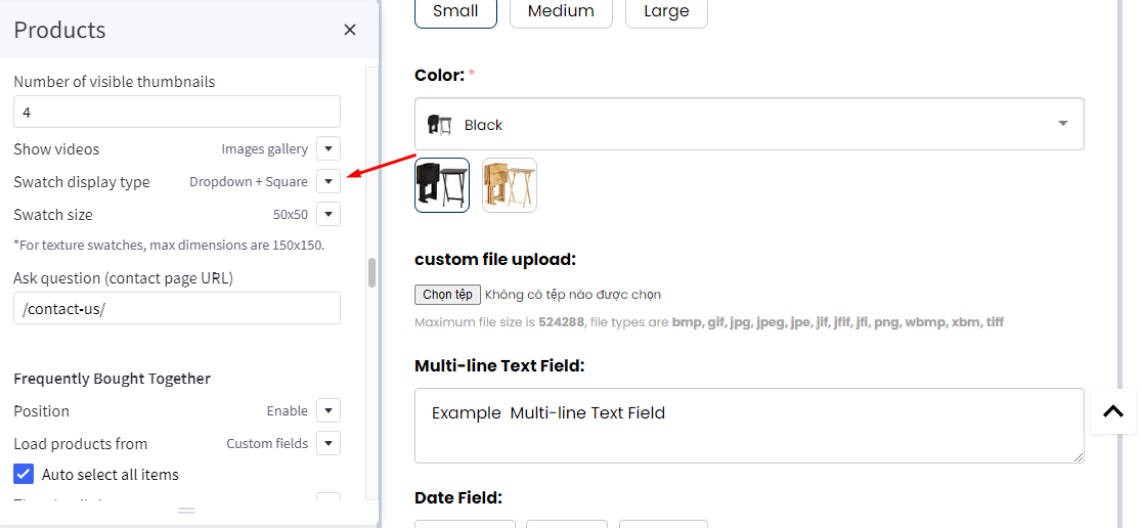 Products
Number of visible thumbnails
4
Show videos Images gallery
Swatch display type Dropdown + Square
Swatch size 50x50
*For texture swatches, max dimensions are 150x150.
Ask question (contact page URL)
/contact-us/
Frequently Bought Together
Position Enable
Load products from Custom fields
Auto select all items
Small Medium Large
Color: *
Black
custom file upload:
Chọn tệp Không có tệp nào được chọn
Maximum file size is 524288, file types are bmp, gif, jpg, jpeg, jpe, jif, jfif, jfi, png, wbmp, xbm, tiff
Multi-line Text Field:
Example Multi-line Text Field
Date Field: